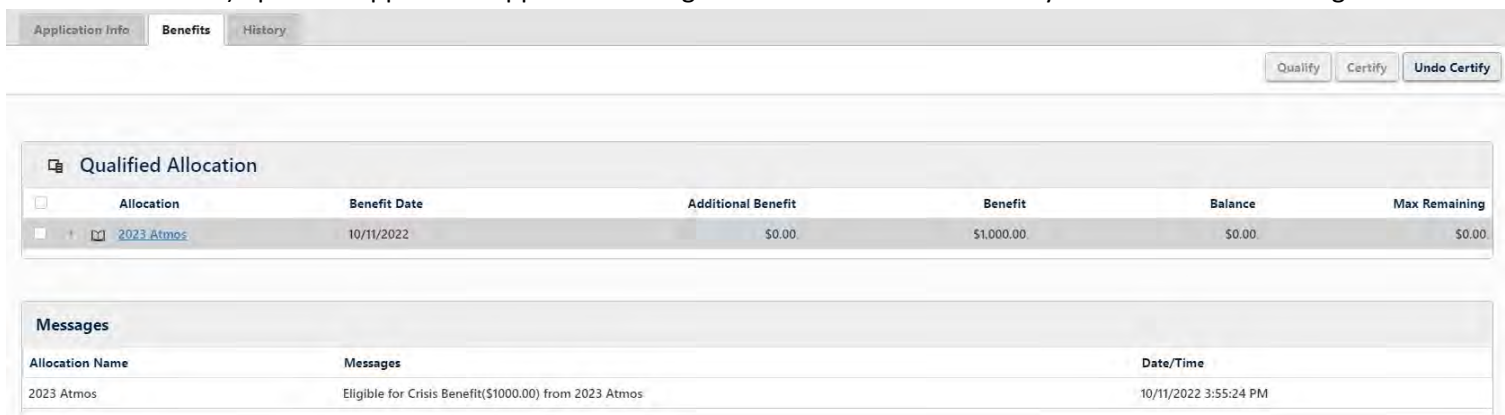 Application Info Benefits History
Qualify Certify Undo Certify
Qualified Allocation
Allocation Benefit Date Additional Benefit Benefit Balance Max Remaining
2023 Atmos 10/11/2022 $0.00 $1,000.00 $0.00 $0.00
Messages
Allocation Name Messages Date/Time
2023 Atmos Eligible for Crisis Benefit($1000.00) from 2023 Atmos 10/11/2022 3:55:24 PM